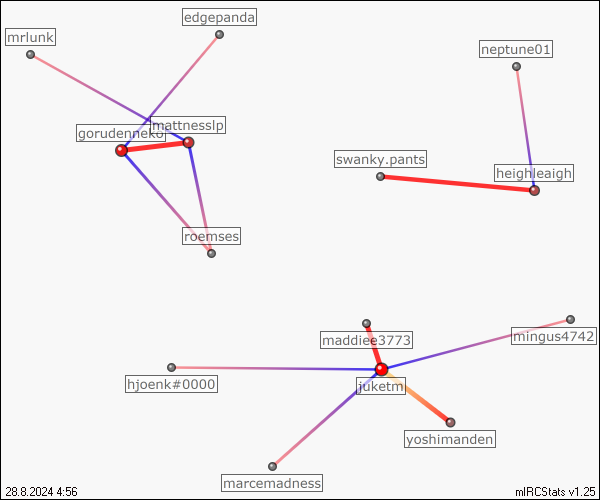 edgepanda
mrlunk
neptune01
mattnesslp
gorudenneko
swanky.pants
heighleaigh
roemses
maddiee3773
mingus4742
hjoenk#0000
juketm
yoshimanden
marcemadness
28.8.2024 4:56
mIRCStats v1.25